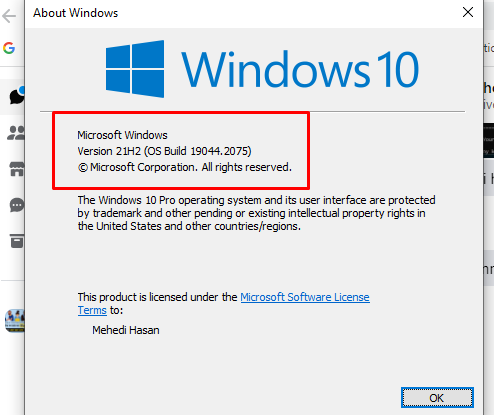 About Windows
Windows 10
Microsoft Windows
Version 21H2 (OS Build 19044.2075)
© Microsoft Corporation. All rights reserved.
The Windows 10 Pro operating system and its user interface are protected
by trademark and other pending or existing intellectual property rights in
the United States and other countries/regions.
This product is licensed under the Microsoft Software License
Terms to:
Mehedi Hasan
OK